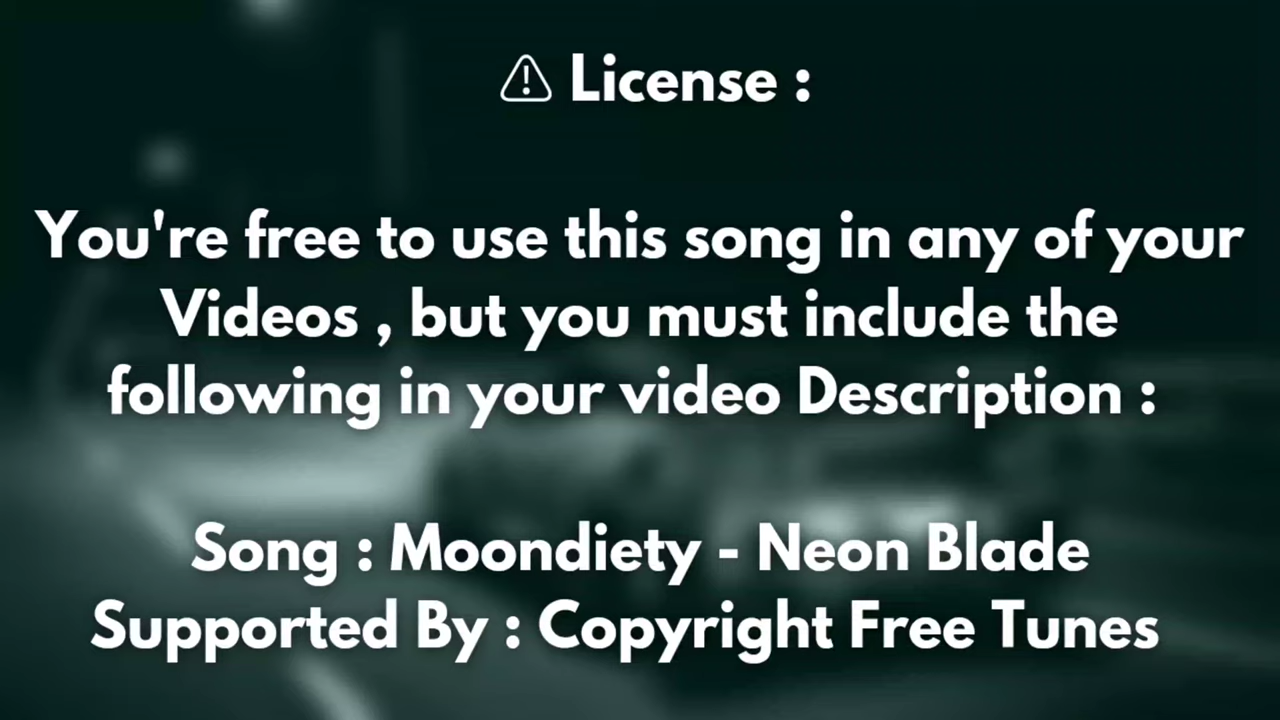 ⚠ License :
You're free to use this song in any of your
Videos , but you must include the
following in your video Description :
Song : Moondiety - Neon Blade
Supported By : Copyright Free Tunes